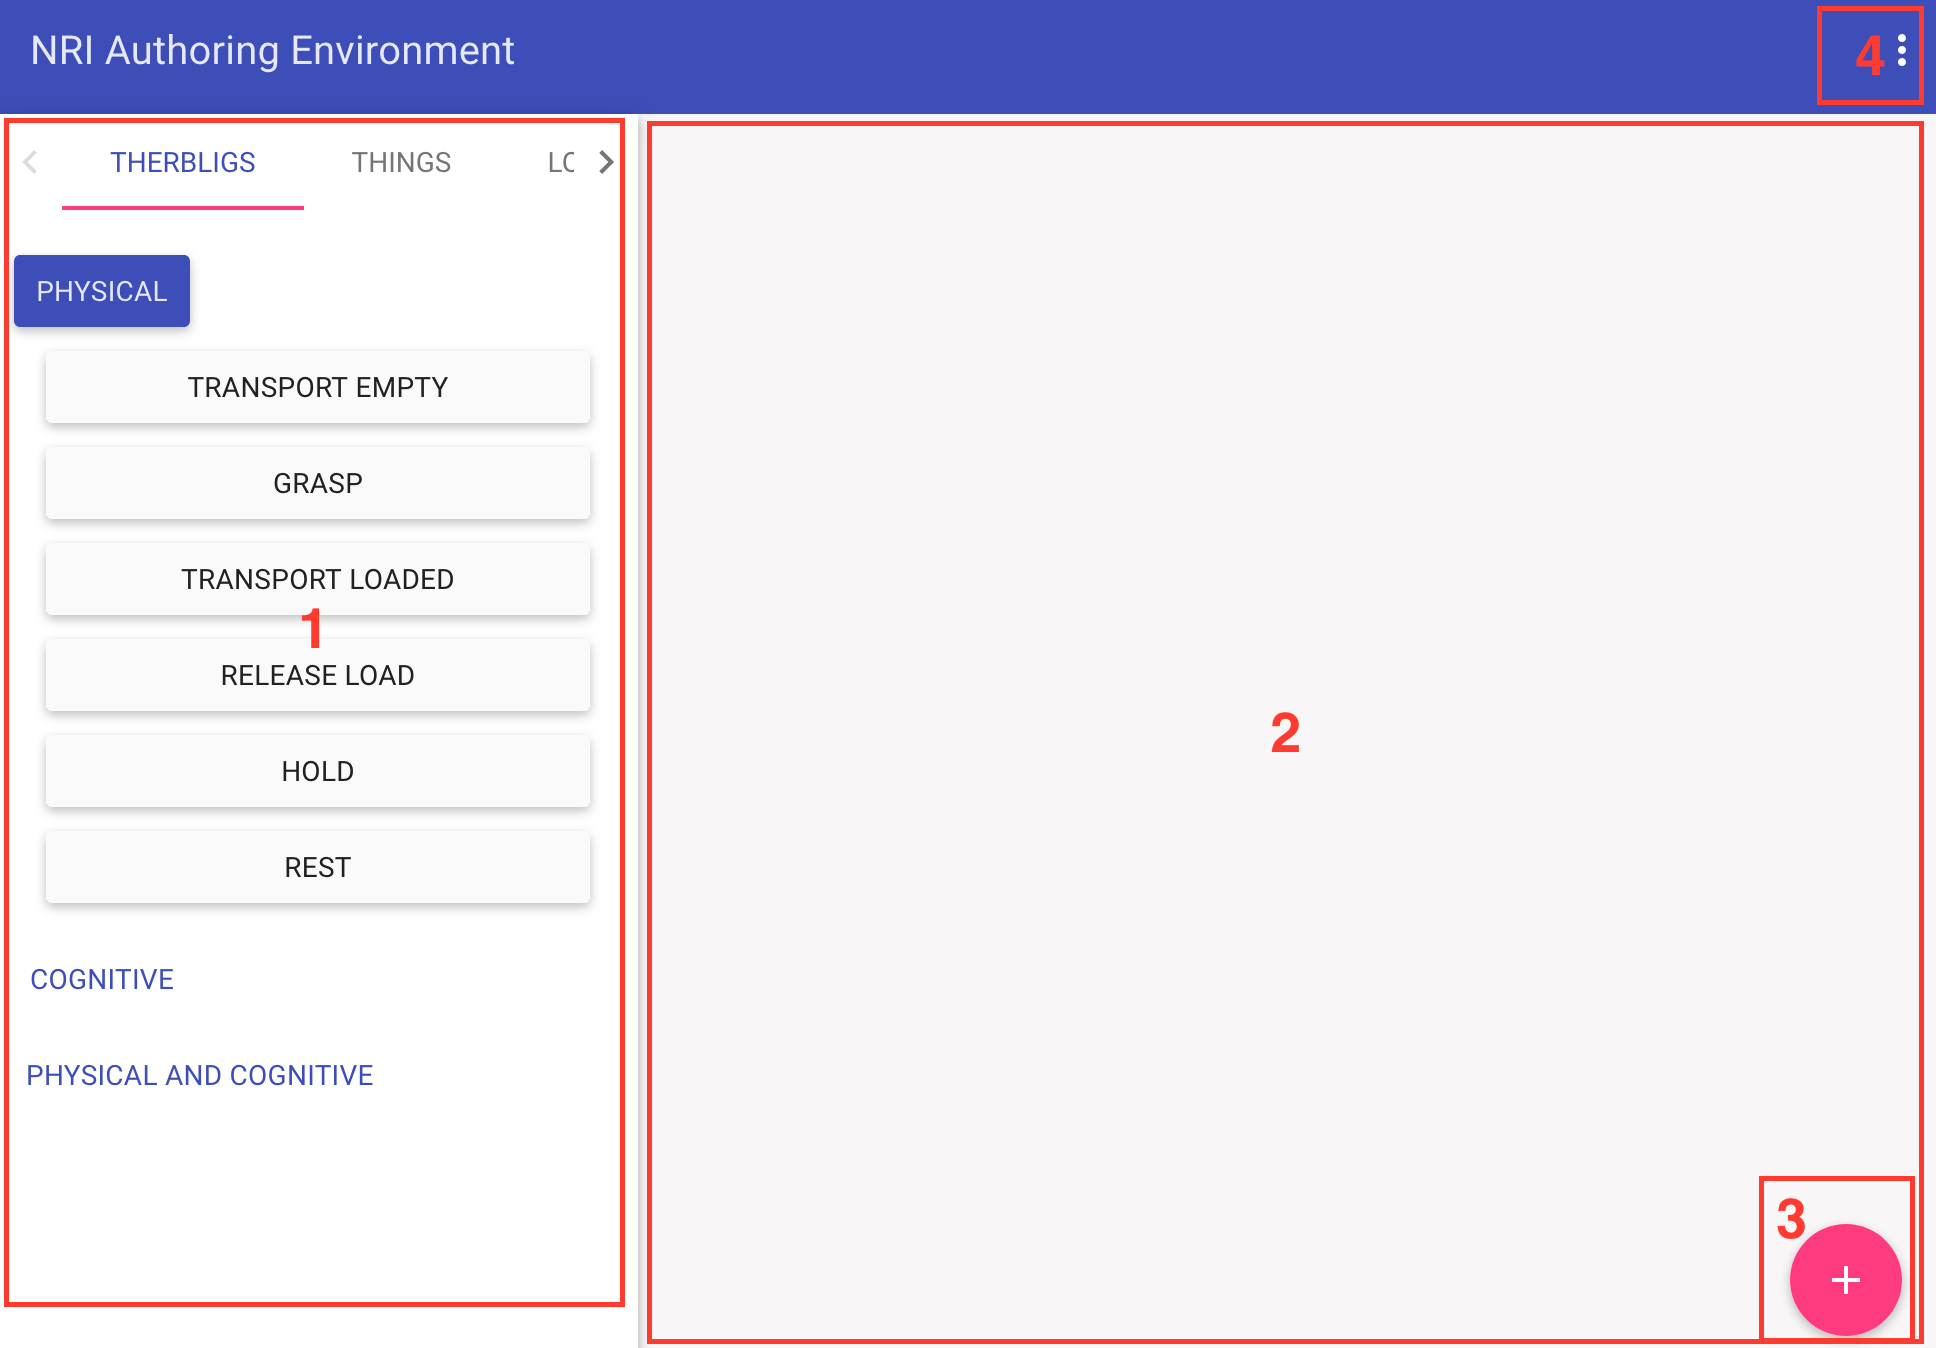 NRI Authoring Environment
4
THERBLIGS THINGS LO
PHYSICAL
TRANSPORT EMPTY
GRASP
TRANSPORT LOADED
1
RELEASE LOAD
HOLD
REST
COGNITIVE
PHYSICAL AND COGNITIVE
2
3
+